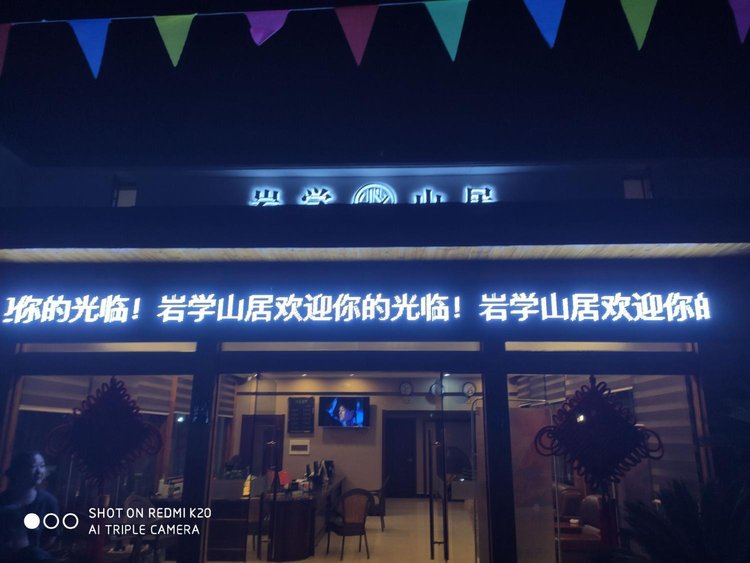 岩学 山居
迎你的光临！岩学山居欢迎你的光临！岩学山居欢迎你的
SHOT ON REDMI K20
AI TRIPLE CAMERA